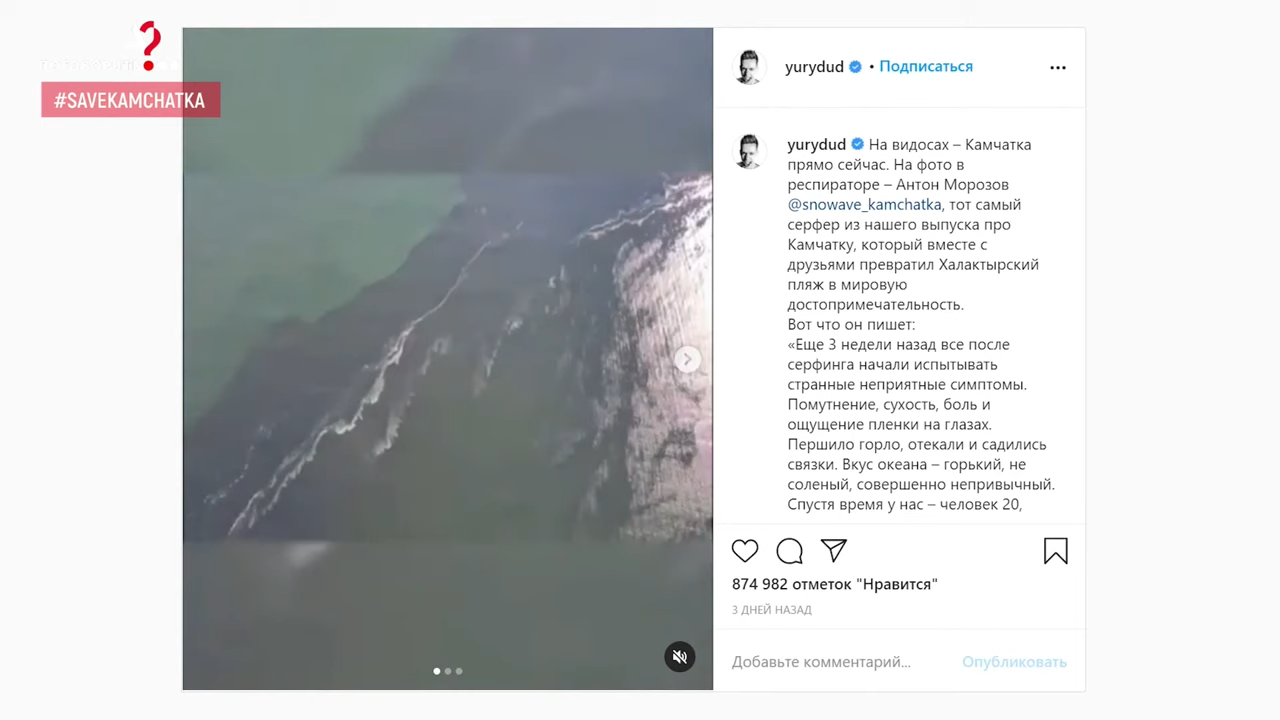 ?
#SAVEKAMCHATKA
yurydud • Подписаться
yurydud На видосах – Камчатка
прямо сейчас. На фото в
респираторе – Антон Морозов
@snowave_kamchatka, тот самый
серфер из нашего выпуска про
Камчатку, который вместе с
друзьями превратил Халактырский
пляж в мировую
достопримечательность.
Вот что он пишет:
«Еще 3 недели назад все после
серфинга начали испытывать
странные неприятные симптомы.
Помутнение, сухость, боль и
ощущение пленки на глазах.
Першило горло, отекали и садились
связки. Вкус океана – горький, не
соленый, совершенно непривычный.
Спустя время у нас – человек 20,
874 982 отметок "Нравится"
3 ДНЕЙ НАЗАД
Добавьте комментарий... Опубликовать